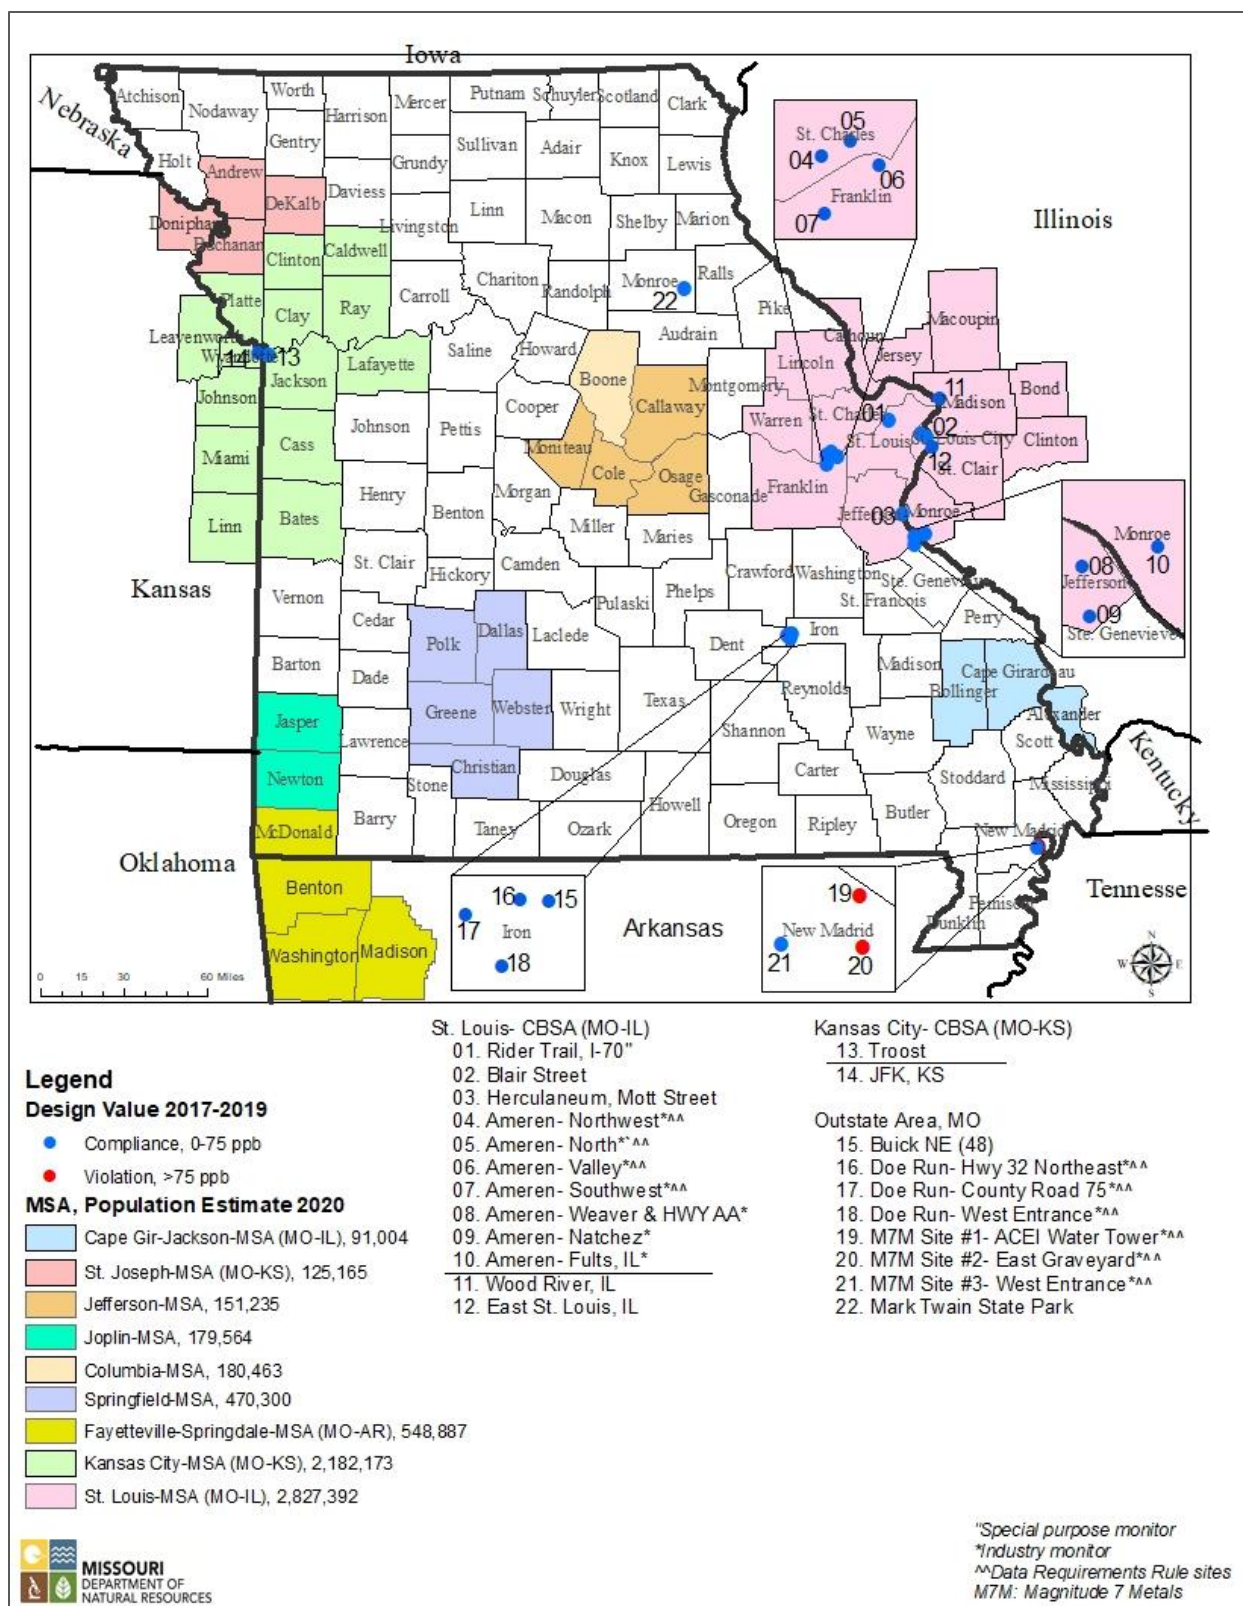 Iowa
Nebraska
Illinois
Kansas
Oklahoma
Arkansas
Tennesse
Kentucky
Atchison
Nodaway
Worth
Harrison
Mercer
Putnam
Schuyler
Scotland
Clark
Gentry
Sullivan
Adair
Knox
Lewis
Holt
Andrew
DeKalb
Daviess
Grundy
Doniphan
Buchanan
Clinton
Caldwell
Livingston
Linn
Macon
Shelby
Marion
Platte
Clay
Ray
Carroll
Chariton
Randolph
Monroe
22
Ralls
Pike
Audrain
Leavenworth
Wyandotte
14
13
Jackson
Lafayette
Saline
Howard
Boone
Callaway
Montgomery
Lincoln
Calhoun
Jersey
Macoupin
Johnson
Johnson
Pettis
Cooper
Moniteau
Cole
Osage
Gasconade
Warren
St. Charles
01
St. Louis
02
St. Louis City
11
Madison
Bond
Clinton
12
St. Clair
Franklin
Jefferson
03
Monroe
Miami
Cass
Henry
Benton
Morgan
Miller
Maries
Linn
Bates
St. Clair
Hickory
Camden
Pulaski
Phelps
Crawford
Washington
Ste. Genevieve
St. Francois
Perry
Vernon
Cedar
Polk
Dallas
Laclede
Dent
Iron
Madison
Bollinger
Cape Girardeau
Alexander
Barton
Dade
Greene
Webster
Wright
Texas
Shannon
Reynolds
Wayne
Scott
Jasper
Lawrence
Christian
Douglas
Howell
Carter
Stoddard
Mississippi
Newton
Stone
Barry
Taney
Ozark
Oregon
Ripley
Butler
New Madrid
McDonald
Pemiscot
Dunklin
Benton
Washington
Madison
05
St. Charles
04
06
Franklin
07
Monroe
08
10
Jefferson
09
Ste. Genevieve
16
15
17
Iron
18
19
New Madrid
21
20
N
W
E
S
0 15 30 60 Miles
St. Louis- CBSA (MO-IL)
01. Rider Trail, I-70"
02. Blair Street
03. Herculaneum, Mott Street
04. Ameren- Northwest*^^
05. Ameren- North*`^^
06. Ameren- Valley*^^
07. Ameren- Southwest*^^
08. Ameren- Weaver & HWY AA*
09. Ameren- Natchez*
10. Ameren- Fults, IL*
11. Wood River, IL
12. East St. Louis, IL
Kansas City- CBSA (MO-KS)
13. Troost
14. JFK, KS
Outstate Area, MO
15. Buick NE (48)
16. Doe Run- Hwy 32 Northeast*^^
17. Doe Run- County Road 75*^^
18. Doe Run- West Entrance*^^
19. M7M Site #1- ACEI Water Tower*^^
20. M7M Site #2- East Graveyard*^^
21. M7M Site #3- West Entrance*^^
22. Mark Twain State Park
Legend
Design Value 2017-2019
Compliance, 0-75 ppb
Violation, >75 ppb
MSA, Population Estimate 2020
Cape Gir-Jackson-MSA (MO-IL), 91,004
St. Joseph-MSA (MO-KS), 125,165
Jefferson-MSA, 151,235
Joplin-MSA, 179,564
Columbia-MSA, 180,463
Springfield-MSA, 470,300
Fayetteville-Springdale-MSA (MO-AR), 548,887
Kansas City-MSA (MO-KS), 2,182,173
St. Louis-MSA (MO-IL), 2,827,392
MISSOURI
DEPARTMENT OF
NATURAL RESOURCES
"Special purpose monitor
*Industry monitor
^^Data Requirements Rule sites
M7M: Magnitude 7 Metals